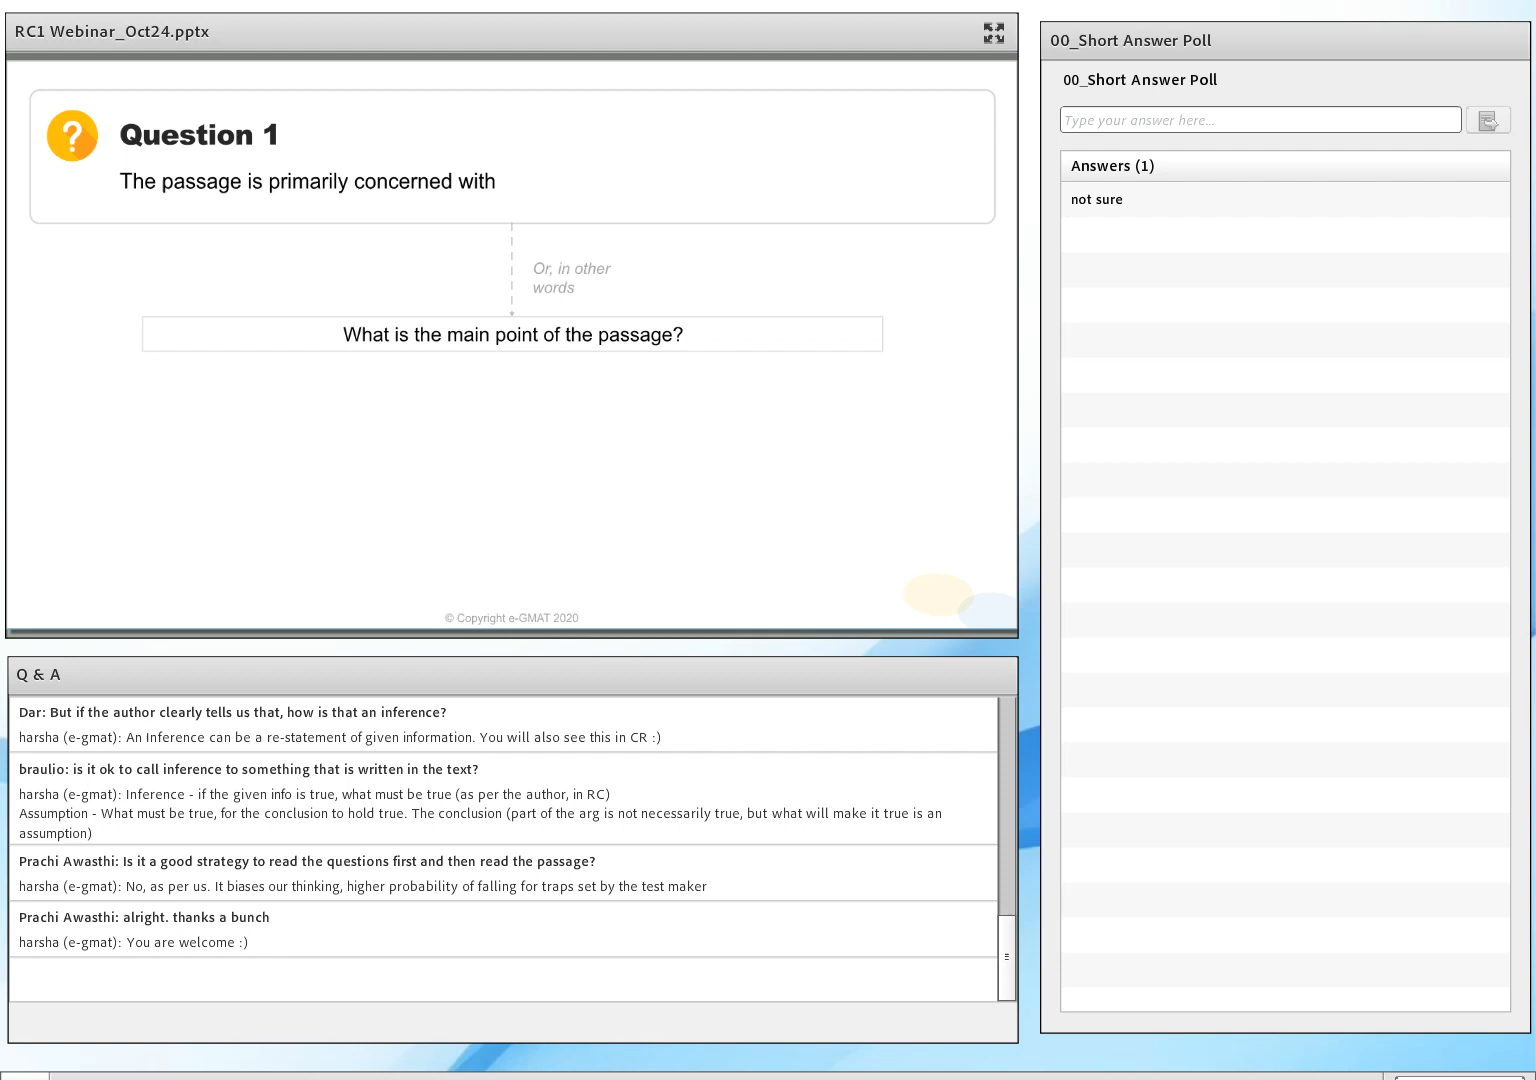 RC1 Webinar_Oct24.pptx
Question 1
The passage is primarily concerned with
Or, in other
words
What is the main point of the passage?
© Copyright e-GMAT 2020
Q & A
Dar: But if the author clearly tells us that, how is that an inference?
harsha (e-gmat): An Inference can be a re-statement of given information. You will also see this in CR :)
braulio: is it ok to call inference to something that is written in the text?
harsha (e-gmat): Inference - if the given info is true, what must be true (as per the author, in RC)
Assumption - What must be true, for the conclusion to hold true. The conclusion (part of the arg is not necessarily true, but what will make it true is an
assumption)
Prachi Awasthi: Is it a good strategy to read the questions first and then read the passage?
harsha (e-gmat): No, as per us. It biases our thinking, higher probability of falling for traps set by the test maker
Prachi Awasthi: alright. thanks a bunch
harsha (e-gmat): You are welcome :)
00_Short Answer Poll
00_Short Answer Poll
Type your answer here...
Answers (1)
not sure